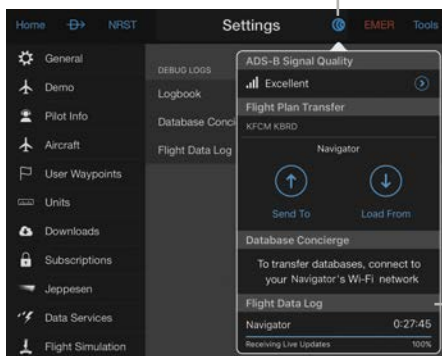 Home NRST Settings EMER Tools
General
Demo
Pilot Info
Aircraft
User Waypoints
Units
Downloads
Subscriptions
Jeppesen
Data Services
Flight Simulation
DEBUG LOGS
Logbook
Database Conci
Flight Data Log
ADS-B Signal Quality
Excellent
Flight Plan Transfer
KFCM KBRD
Navigator
Send To Load From
Database Concierge
To transfer databases, connect to
your Navigator's Wi-Fi network
Flight Data Log
Navigator 0:27:45
Receiving Live Updates 100%